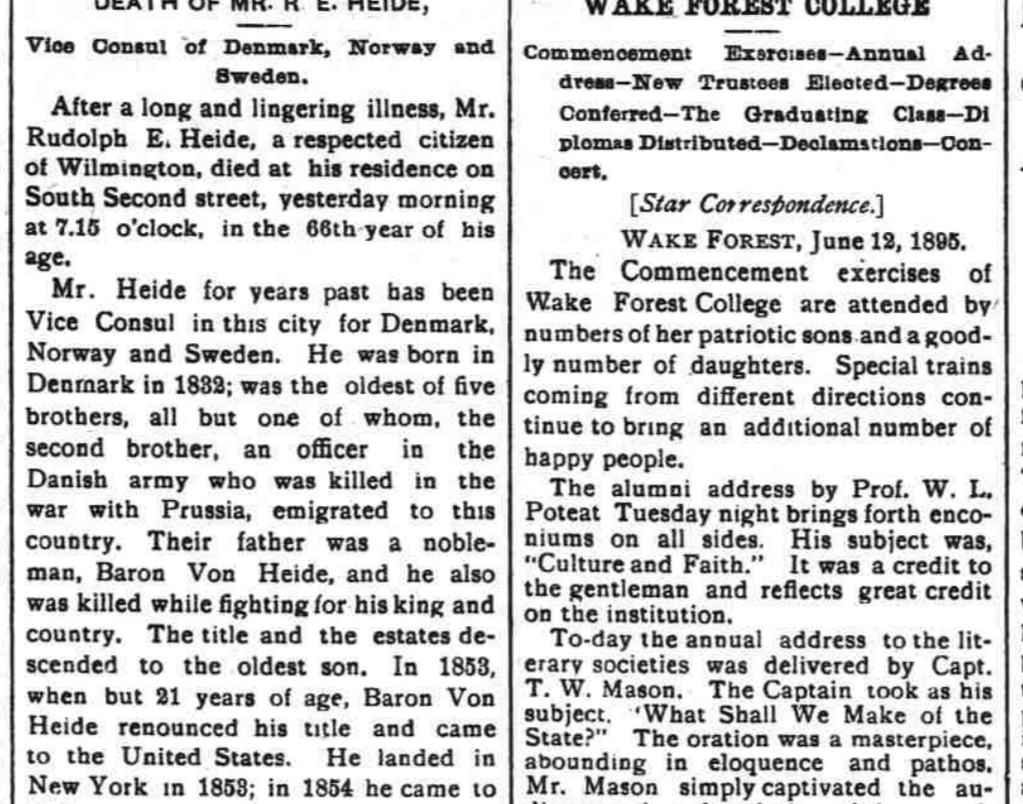 DEATH OF MR. R. E. HEIDE,
Vice Consul of Denmark, Norway and
Sweden.
After a long and lingering illness, Mr.
Rudolph E. Heide, a respected citizen
of Wilmington, died at his residence on
South Second street, yesterday morning
at 7.15 o'clock, in the 66th year of his
age.
Mr. Heide for years past has been
Vice Consul in this city for Denmark,
Norway and Sweden. He was born in
Denmark in 1832; was the oldest of five
brothers, all but one of whom, the
second brother, an officer in the
Danish army who was killed in the
war with Prussia, emigrated to this
country. Their father was a noble-
man, Baron Von Heide, and he also
was killed while fighting for his king and
country. The title and the estates de-
scended to the oldest son. In 1853,
when but 21 years of age, Baron Von
Heide renounced his title and came
to the United States. He landed in
New York in 1853; in 1854 he came to
WAKE FOREST COLLEGE
Commencement Exercises—Annual Ad-
dress—New Trustees Elected—Degrees
Conferred—The Graduating Class—Di
plomas Distributed—Declamations—Con-
cert.
[Star Correspondence.]
WAKE FOREST, June 12, 1895.
The Commencement exercises of
Wake Forest College are attended by
numbers of her patriotic sons and a good-
ly number of daughters. Special trains
coming from different directions con-
tinue to bring an additional number of
happy people.
The alumni address by Prof. W. L.
Poteat Tuesday night brings forth enco-
niums on all sides. His subject was,
"Culture and Faith." It was a credit to
the gentleman and reflects great credit
on the institution.
To-day the annual address to the lit-
erary societies was delivered by Capt.
T. W. Mason. The Captain took as his
subject, 'What Shall We Make of the
State?" The oration was a masterpiece,
abounding in eloquence and pathos.
Mr. Mason simply captivated the au-